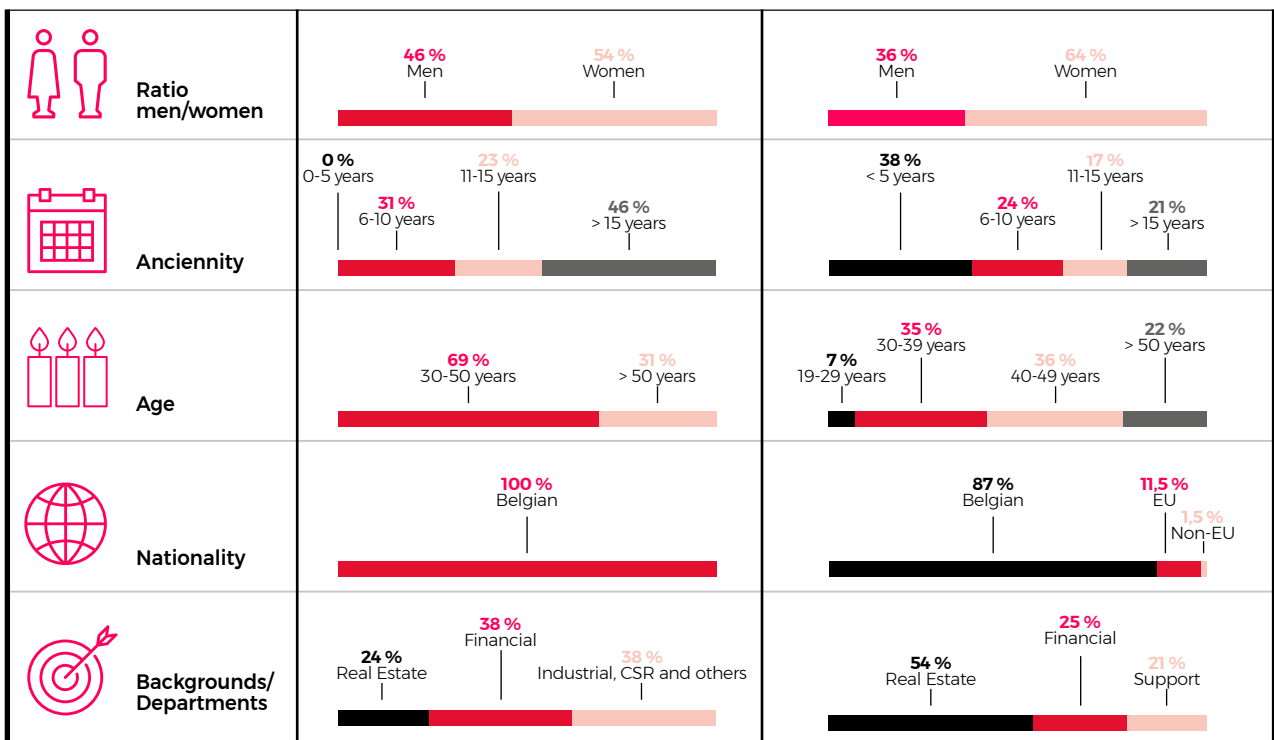 Ratio
men/women
46 %
Men
54 %
Women
36 %
Men
64 %
Women
Anciennity
0 %
0-5 years
31 %
6-10 years
23 %
11-15 years
46 %
> 15 years
38 %
< 5 years
24 %
6-10 years
17 %
11-15 years
21 %
> 15 years
Age
69 %
30-50 years
31 %
> 50 years
7 %
19-29 years
35 %
30-39 years
36 %
40-49 years
22 %
> 50 years
Nationality
100 %
Belgian
87 %
Belgian
11,5 %
EU
1,5 %
Non-EU
Backgrounds/
Departments
24 %
Real Estate
38 %
Financial
38 %
Industrial, CSR and others
54 %
Real Estate
25 %
Financial
21 %
Support